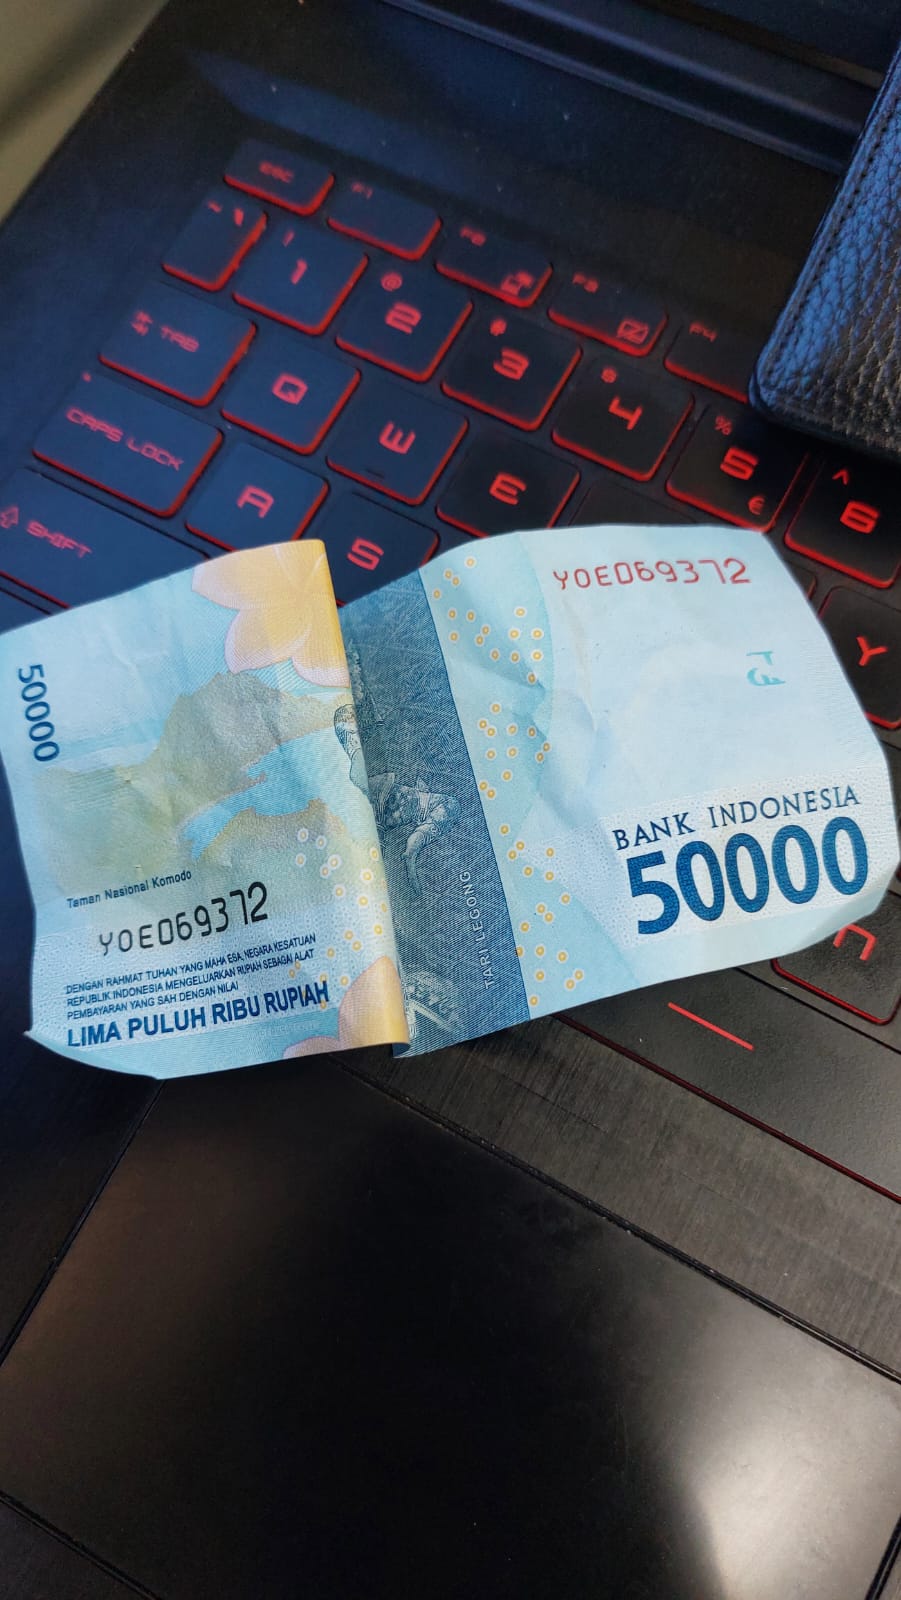 ESC F1 F2 F3 F4
~ ! 1 @ 2 # 3 $ 4 % 5 € ^ 6
TAB Q W E Y
CAPS LOCK A S
SHIFT
50000
Taman Nasional Komodo
YOE069372
DENGAN RAHMAT TUHAN YANG MAHA ESA, NEGARA KESATUAN
REPUBLIK INDONESIA MENGELUARKAN RUPIAH SEBAGAI ALAT
PEMBAYARAN YANG SAH DENGAN NILAI
LIMA PULUH RIBU RUPIAH
TARI LEGONG
YOE069372
BANK INDONESIA
50000